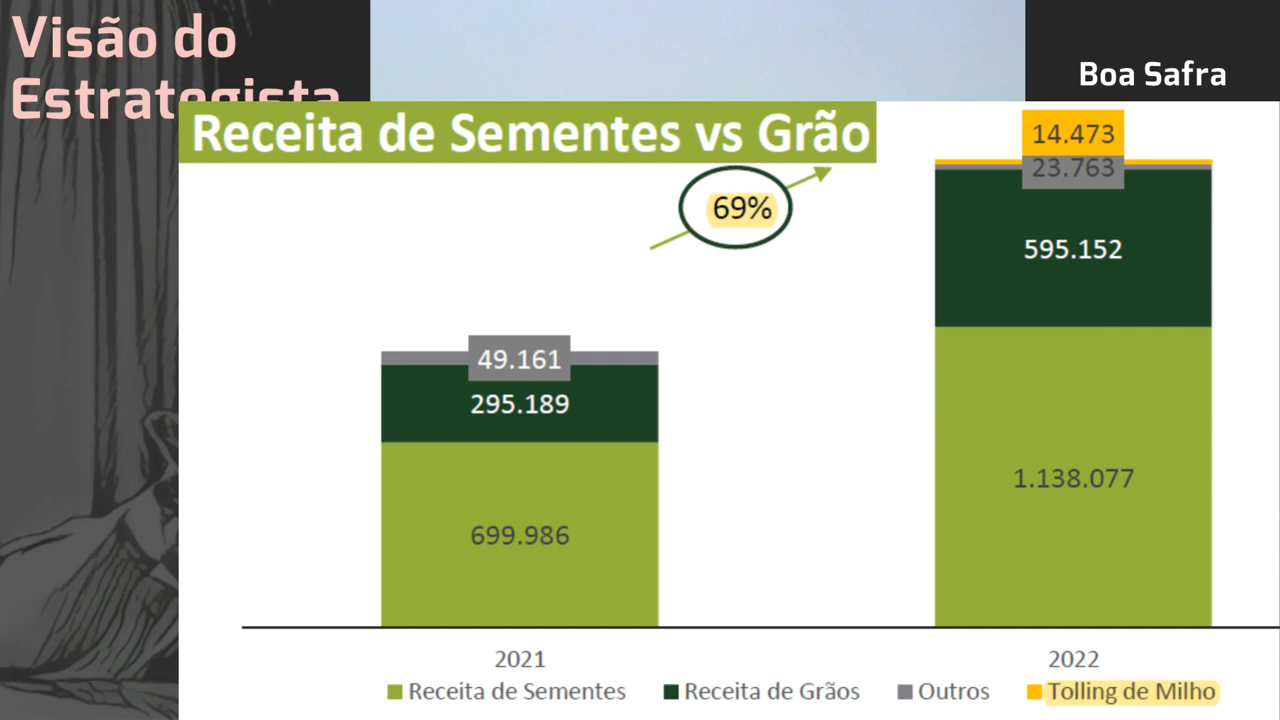 Visão do
Estrategista
Boa Safra
Receita de Sementes vs Grão
69%
14.473
23.763
595.152
1.138.077
49.161
295.189
699.986
2021
2022
Receita de Sementes
Receita de Grãos
Outros
Tolling de Milho